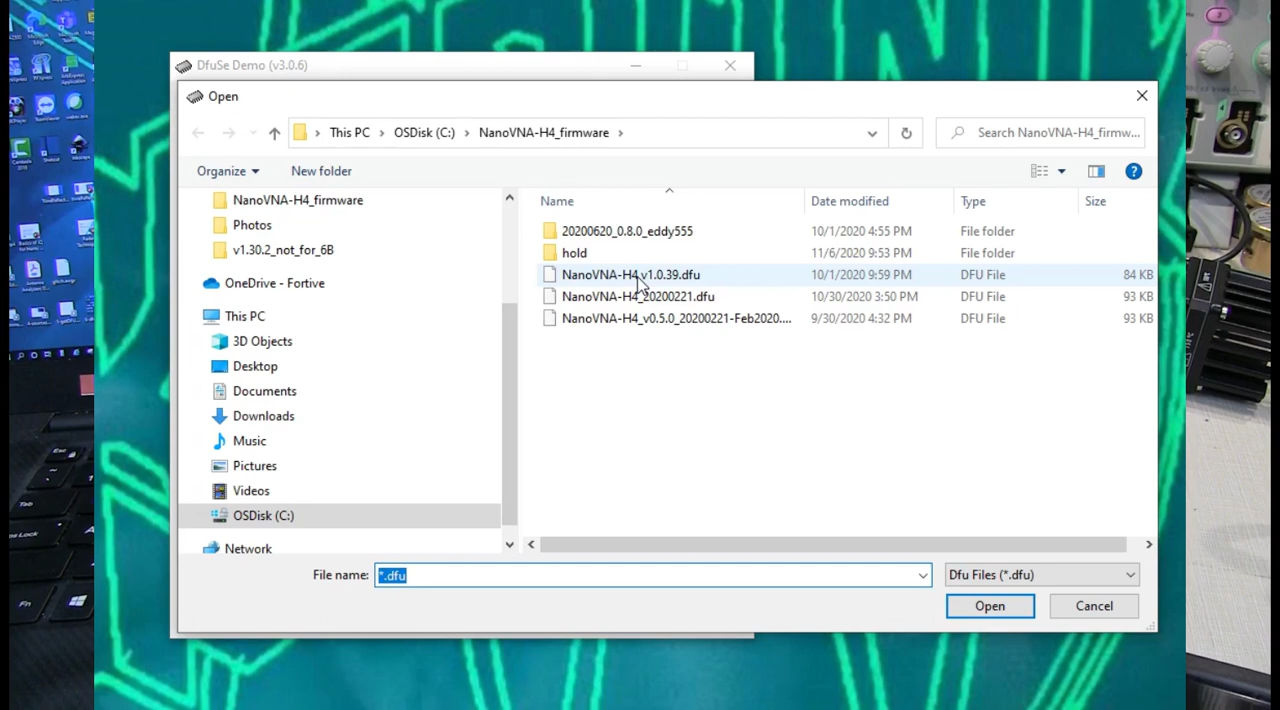 DfuSe Demo (v3.0.6)
Open
This PC > OSDisk (C:) > NanoVNA-H4_firmware >
Search NanoVNA-H4_firmw...
Organize
New folder
NanoVNA-H4_firmware
Photos
v1.30.2_not_for_6B
OneDrive - Fortive
This PC
3D Objects
Desktop
Documents
Downloads
Music
Pictures
Videos
OSDisk (C:)
Network
Name Date modified Type Size
20200620_0.8.0_eddy555 10/1/2020 4:55 PM File folder
hold 11/6/2020 9:53 PM File folder
NanoVNA-H4_v1.0.39.dfu 10/1/2020 9:59 PM DFU File 84 KB
NanoVNA-H4_20200221.dfu 10/30/2020 3:50 PM DFU File 93 KB
NanoVNA-H4_v0.5.0_20200221-Feb2020.... 9/30/2020 4:32 PM DFU File 93 KB
File name: *.dfu
Dfu Files (*.dfu)
Open
Cancel
Esc
Tab
Fn